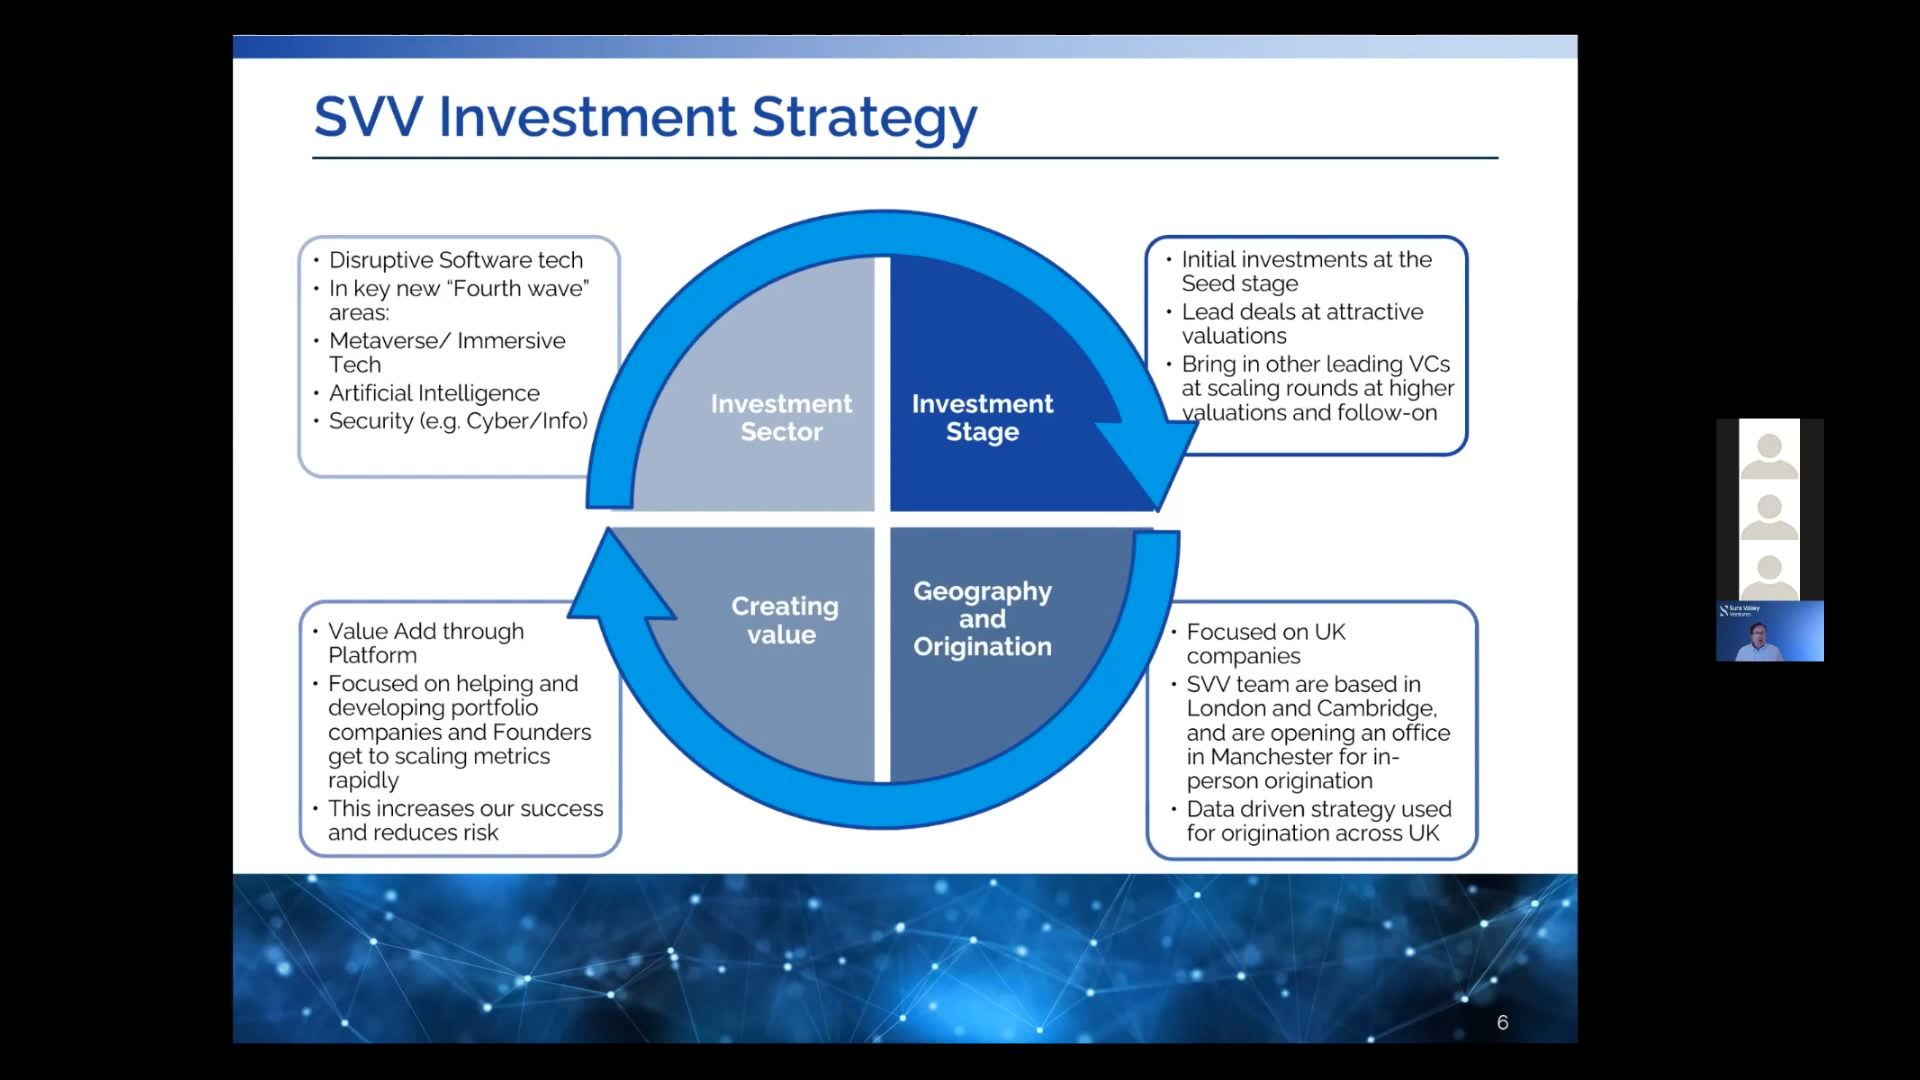 SVV Investment Strategy
• Disruptive Software tech
• In key new “Fourth wave”
areas:
• Metaverse/ Immersive
Tech
• Artificial Intelligence
• Security (e.g. Cyber/Info)
Investment
Sector
Investment
Stage
• Initial investments at the
Seed stage
• Lead deals at attractive
valuations
• Bring in other leading VCs
at scaling rounds at higher
valuations and follow-on
• Value Add through
Platform
• Focused on helping and
developing portfolio
companies and Founders
get to scaling metrics
rapidly
• This increases our success
and reduces risk
Creating
value
Geography
and
Origination
• Focused on UK
companies
• SVV team are based in
London and Cambridge,
and are opening an office
in Manchester for in-
person origination
• Data driven strategy used
for origination across UK
Sure Valley
Ventures
6